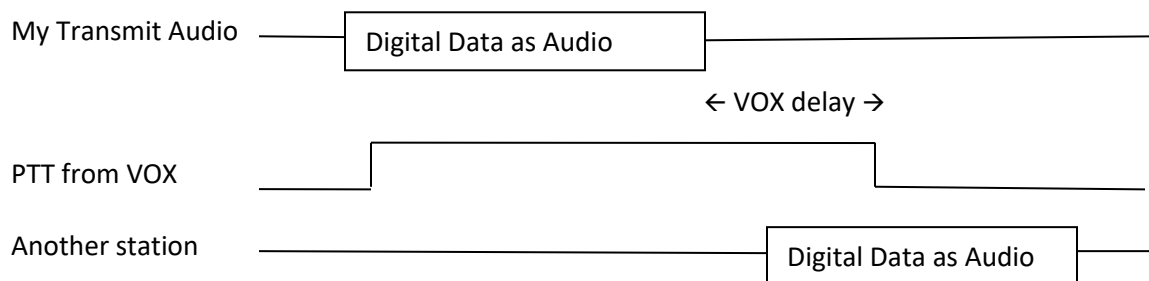 My Transmit Audio
Digital Data as Audio
← VOX delay →
PTT from VOX
Another station
Digital Data as Audio